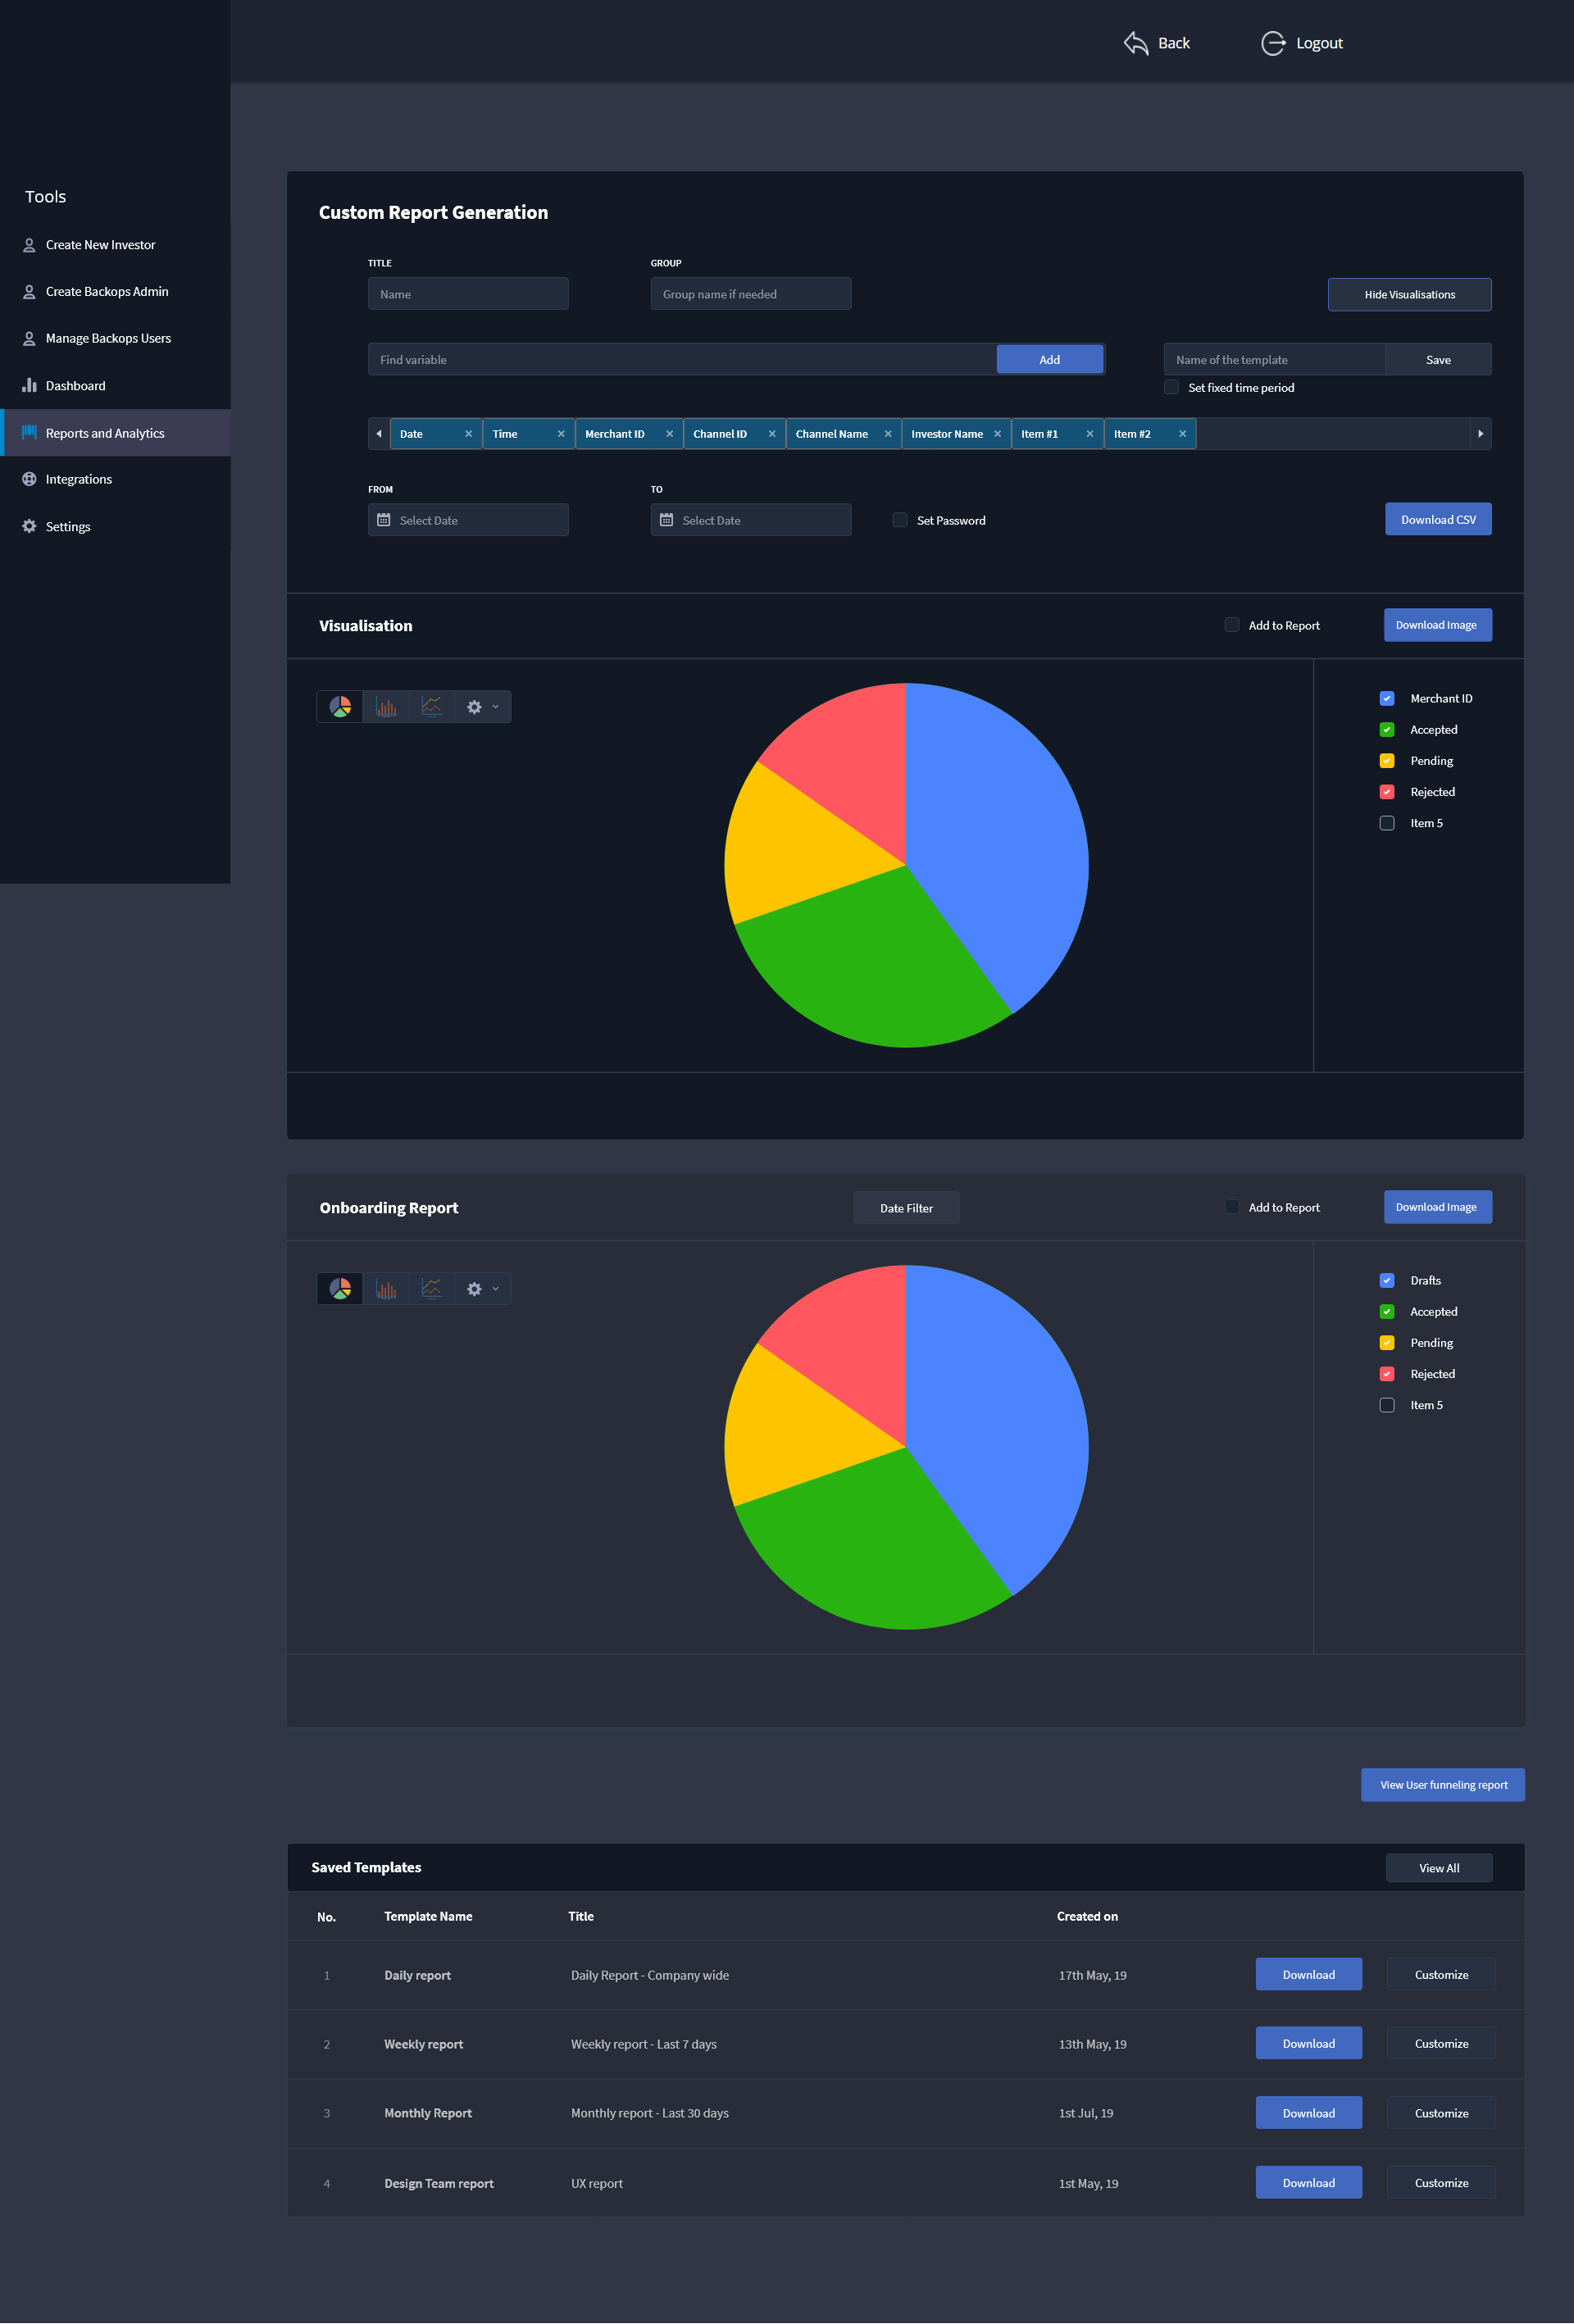 Back
Logout
Tools
Create New Investor
Create Backops Admin
Manage Backops Users
Dashboard
Reports and Analytics
Integrations
Settings
Custom Report Generation
TITLE
GROUP
Name
Group name if needed
Hide Visualisations
Find variable
Add
Name of the template
Save
Set fixed time period
Date
Time
Merchant ID
Channel ID
Channel Name
Investor Name
Item #1
Item #2
FROM
TO
Select Date
Select Date
Set Password
Download CSV
Visualisation
Add to Report
Download Image
Merchant ID
Accepted
Pending
Rejected
Item 5
Onboarding Report
Date Filter
Add to Report
Download Image
Drafts
Accepted
Pending
Rejected
Item 5
View User funneling report
Saved Templates
View All
No.
Template Name
Title
Created on
1
Daily report
Daily Report - Company wide
17th May, 19
Download
Customize
2
Weekly report
Weekly report - Last 7 days
13th May, 19
Download
Customize
3
Monthly Report
Monthly report - Last 30 days
1st Jul, 19
Download
Customize
4
Design Team report
UX report
1st May, 19
Download
Customize